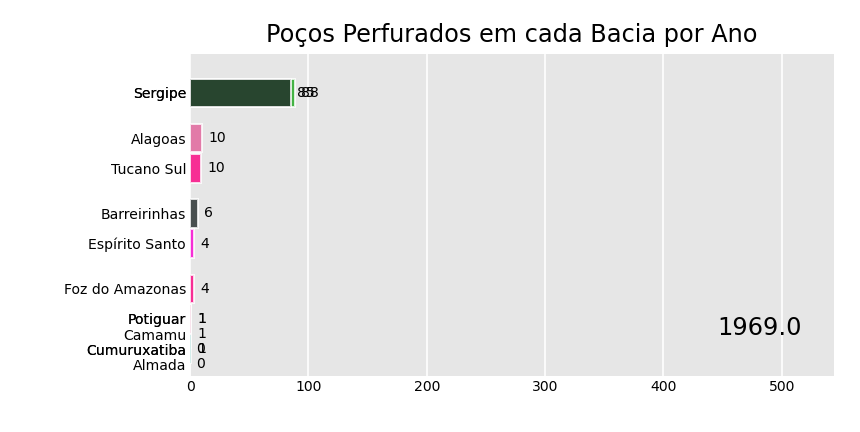 Poços Perfurados em cada Bacia por Ano
Sergipe
Alagoas 10
Tucano Sul 10
Barreirinhas 6
Espírito Santo 4
Foz do Amazonas 4
Potiguar 1
Camamu 1
Cumuruxatiba
Almada 0
1969.0
0 100 200 300 400 500